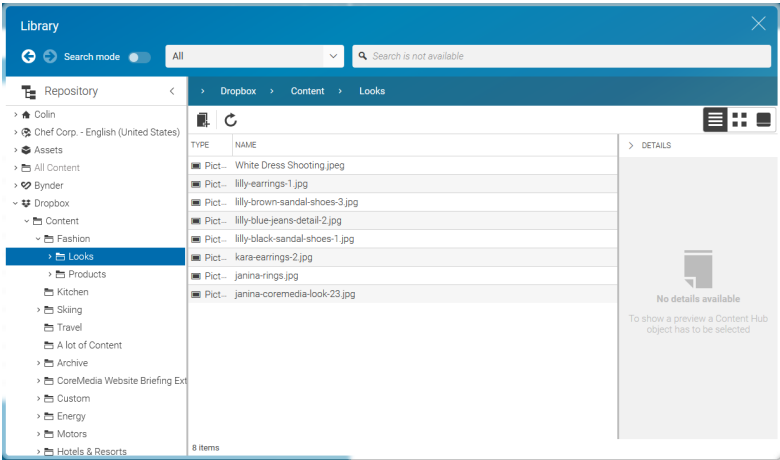 Library
Search mode
All
Search is not available
Repository
Dropbox > Content > Looks
Colin
Chef Corp. - English (United States)
Assets
All Content
Bynder
Dropbox
Content
Fashion
Looks
Products
Kitchen
Skiing
Travel
A lot of Content
Archive
CoreMedia Website Briefing Ext
Custom
Energy
Motors
Hotels & Resorts
TYPE NAME
Pict... White Dress Shooting.jpeg
Pict... lilly-earrings-1.jpg
Pict... lilly-brown-sandal-shoes-3.jpg
Pict... lilly-blue-jeans-detail-2.jpg
Pict... lilly-black-sandal-shoes-1.jpg
Pict... kara-earrings-2.jpg
Pict... janina-rings.jpg
Pict... janina-coremedia-look-23.jpg
8 items
DETAILS
No details available
To show a preview a Content Hub
object has to be selected